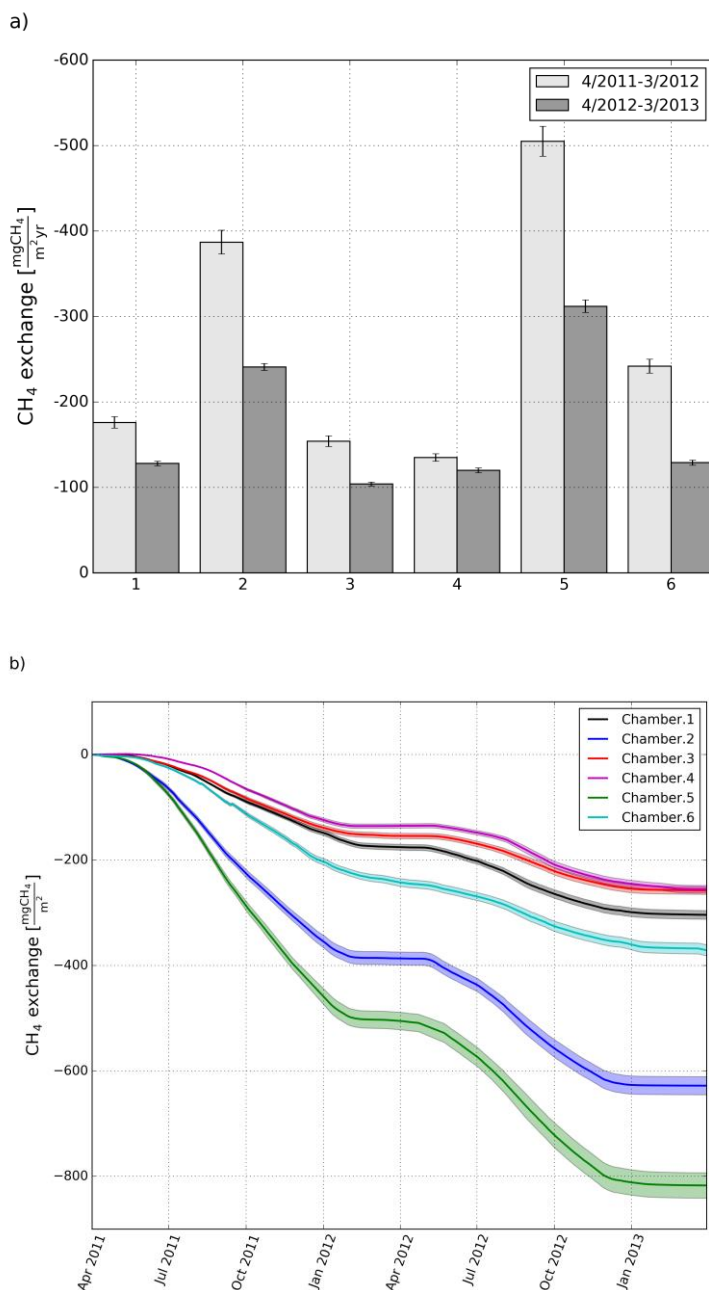 a)
-600
-500
-400
-300
-200
-100
-0
CH₄ exchange [mgCH₄/m² yr]
4/2011-3/2012
4/2012-3/2013
1 2 3 4 5 6
b)
0
−200
−400
−600
−800
CH₄ exchange [mgCH₄/m²]
Chamber.1
Chamber.2
Chamber.3
Chamber.4
Chamber.5
Chamber.6
Apr 2011
Jul 2011
Oct 2011
Jan 2012
Apr 2012
Jul 2012
Oct 2012
Jan 2013